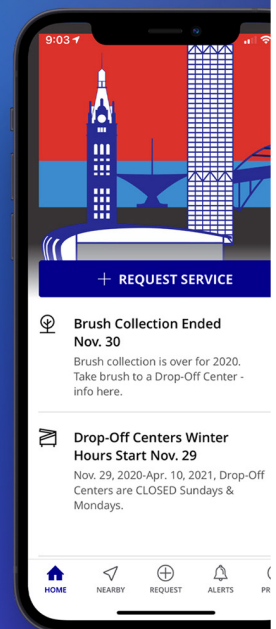 9:03
+ REQUEST SERVICE
Brush Collection Ended
Nov. 30
Brush collection is over for 2020.
Take brush to a Drop-Off Center -
info here.
Drop-Off Centers Winter
Hours Start Nov. 29
Nov. 29, 2020-Apr. 10, 2021, Drop-Off
Centers are CLOSED Sundays &
Mondays.
HOME NEARBY REQUEST ALERTS PR